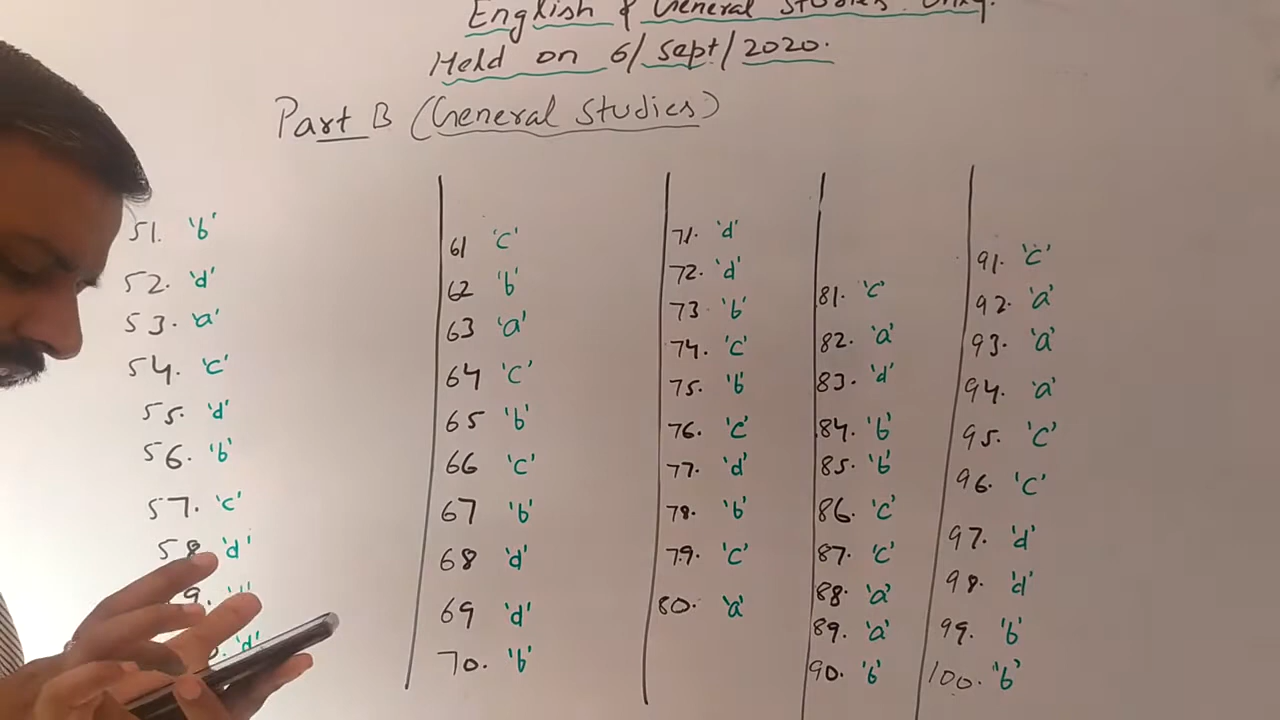 English & General Studies Only.
Held on 6/Sept/2020.
Part B (General Studies)
51. 'b'
52. 'd'
53. 'a'
54. 'c'
55. 'd'
56. 'b'
57. 'c'
58. 'd'
9.
'd'
61 'c'
62 'b'
63 'a'
64 'c'
65 'b'
66 'c'
67 'b'
68 'd'
69 'd'
70. 'b'
71. 'd'
72. 'd'
73. 'b'
74. 'c'
75. 'b'
76. 'c'
77. 'd'
78. 'b'
79. 'c'
80. 'a'
81. 'c'
82. 'a'
83. 'd'
84. 'b'
85. 'b'
86. 'c'
87. 'c'
88. 'a'
89. 'a'
90. 'b'
91. 'c'
92. 'a'
93. 'a'
94. 'a'
95. 'c'
96. 'c'
97. 'd'
98. 'd'
99. 'b'
100. 'b'